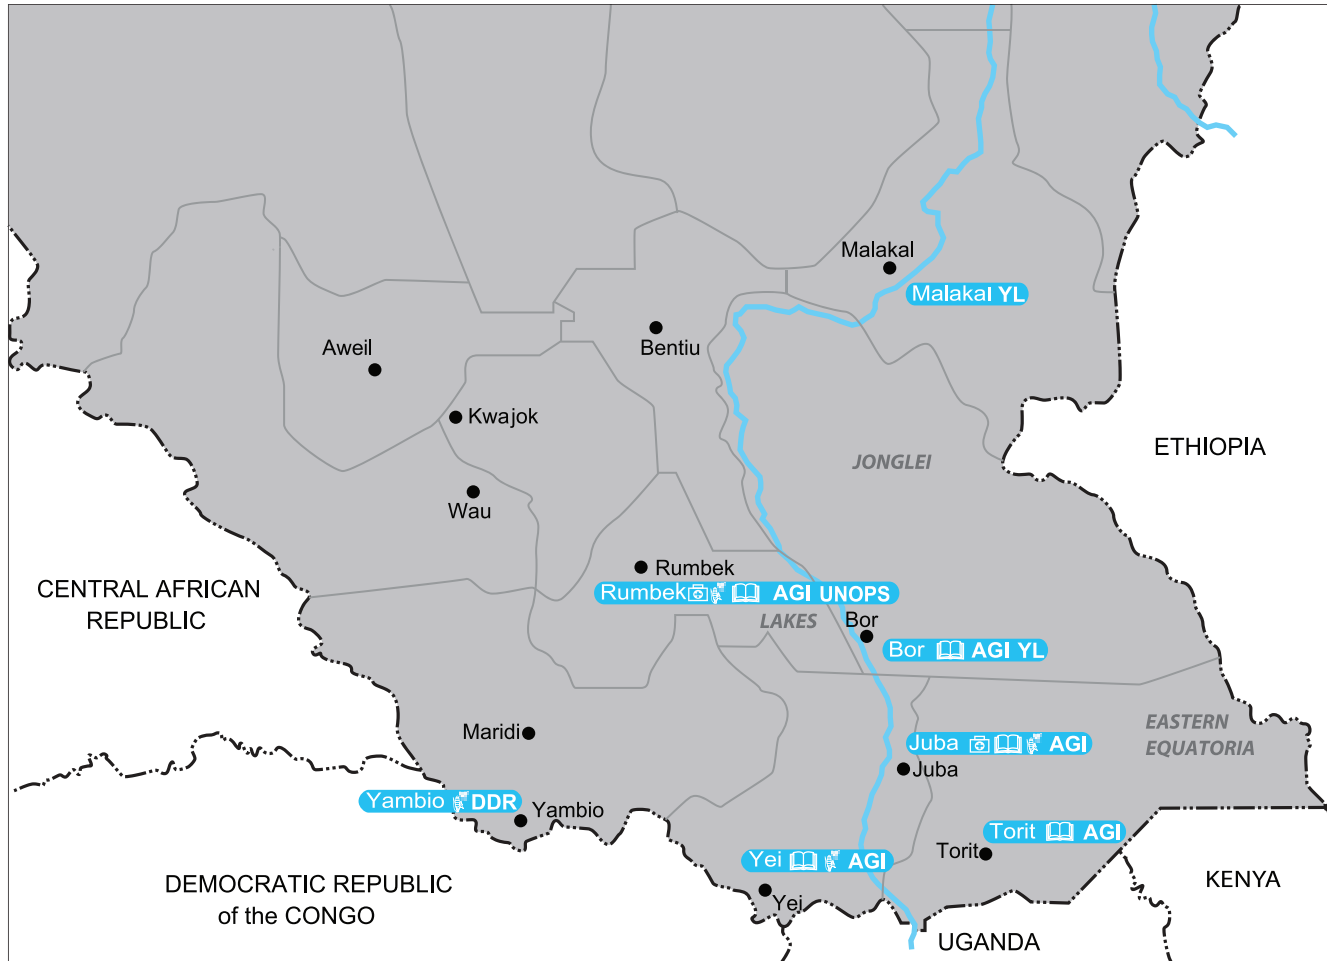 Malakal
Malakal YL
Aweil
Bentiu
Kwajok
ETHIOPIA
JONGLEI
Wau
Rumbek
CENTRAL AFRICAN
REPUBLIC
Rumbek AGI UNOPS
LAKES
Bor
Bor AGI YL
Maridi
EASTERN
EQUATORIA
Juba AGI
Juba
Yambio DDR
Yambio
Torit AGI
Torit
Yei AGI
DEMOCRATIC REPUBLIC
of the CONGO
Yei
KENYA
UGANDA